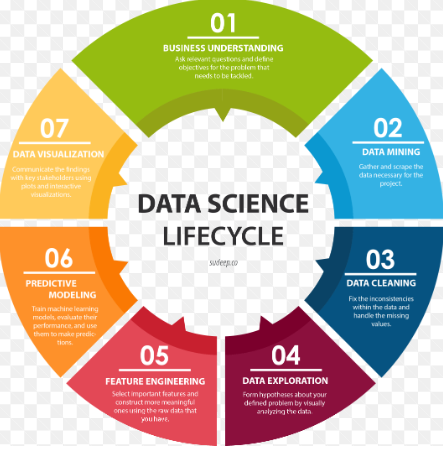 01
BUSINESS UNDERSTANDING
Ask relevant questions and define
objectives for the problem that
needs to be tackled.
02
DATA MINING
Gather and scrape the
data necessary for the
project.
03
DATA CLEANING
Fix the inconsistencies
within the data and
handle the missing
values.
04
DATA EXPLORATION
Form hypotheses about your
defined problem by visually
analyzing the data.
05
FEATURE ENGINEERING
Select important features and
construct more meaningful
ones using the raw data that
you have.
06
PREDICTIVE
MODELING
Train machine learning
models, evaluate their
performance, and use
them to make predic-
tions.
07
DATA VISUALIZATION
Communicate the findings
with key stakeholders using
plots and interactive
visualizations.
DATA SCIENCE
LIFECYCLE
sudeep.co